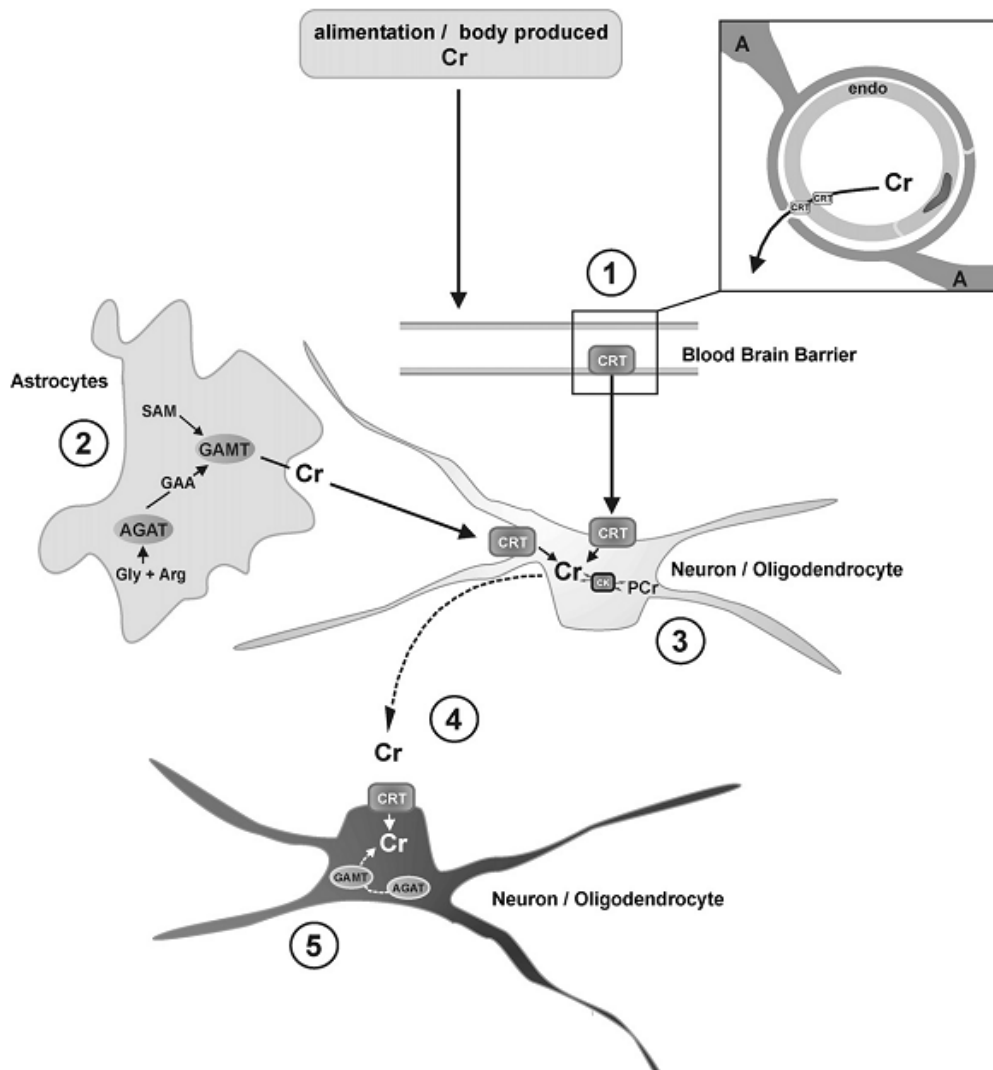 alimentation / body produced
Cr
A
endo
Cr
CRT
CRT
A
1
Blood Brain Barrier
CRT
Astrocytes
2
SAM
GAMT
GAA
Cr
AGAT
Gly + Arg
CRT
CRT
Cr
CK
PCr
Neuron / Oligodendrocyte
3
4
Cr
CRT
Cr
GAMT
AGAT
Neuron / Oligodendrocyte
5